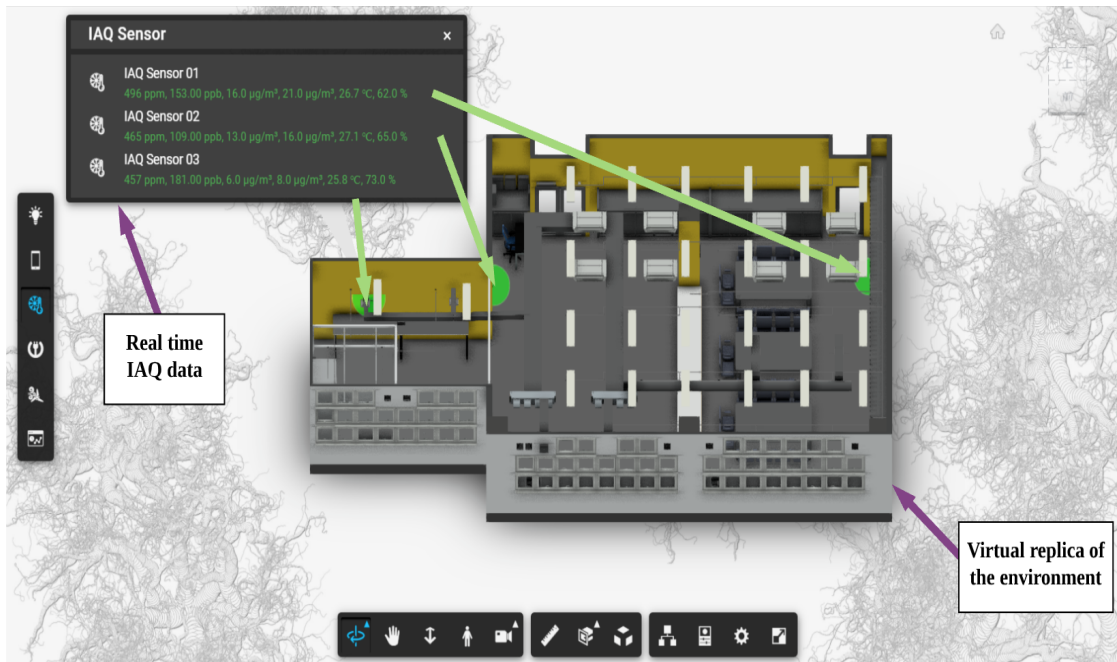 IAQ Sensor
×
IAQ Sensor 01
496 ppm, 153.00 ppb, 16.0 µg/m³, 21.0 µg/m³, 26.7 °C, 62.0 %
IAQ Sensor 02
465 ppm, 109.00 ppb, 13.0 µg/m³, 16.0 µg/m³, 27.1 °C, 65.0 %
IAQ Sensor 03
457 ppm, 181.00 ppb, 6.0 µg/m³, 8.0 µg/m³, 25.8 °C, 73.0 %
Real time
IAQ data
Virtual replica of
the environment